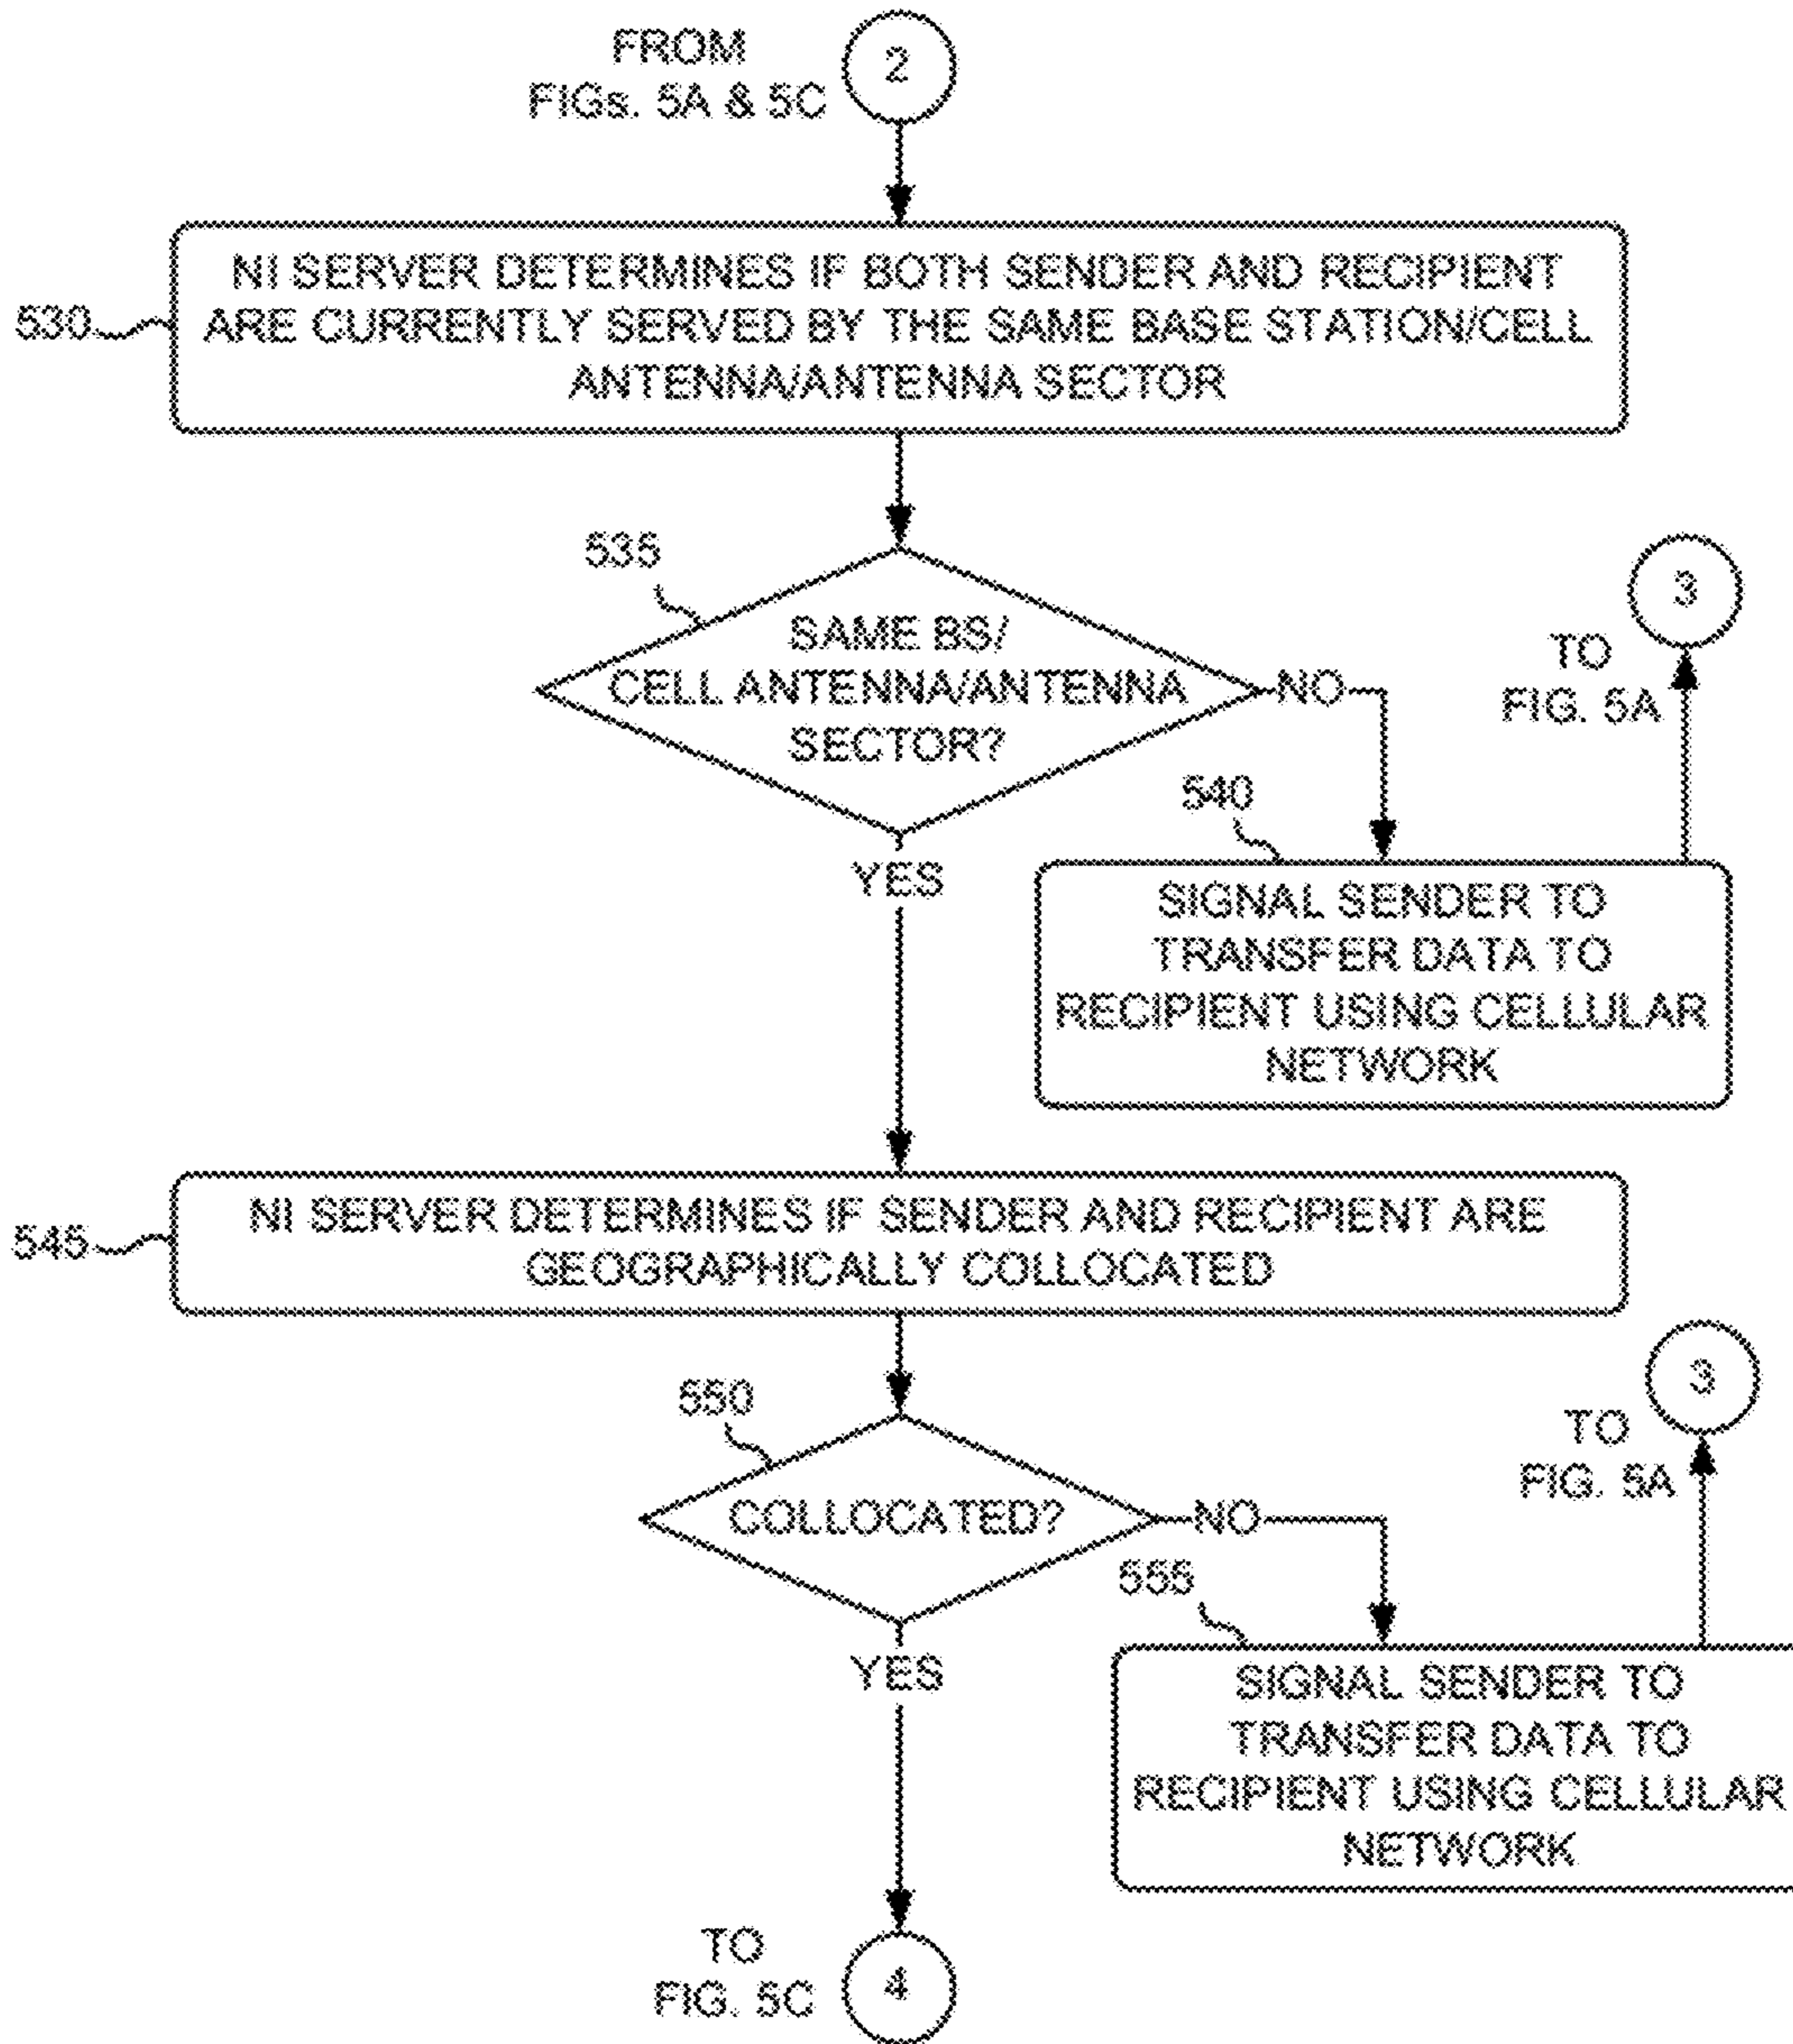 FROM
FIGs. 5A & 5C
2
530
NI SERVER DETERMINES IF BOTH SENDER AND RECIPIENT
ARE CURRENTLY SERVED BY THE SAME BASE STATION/CELL
ANTENNA/ANTENNA SECTOR
535
SAME BS/
CELL ANTENNA/ANTENNA
SECTOR?
NO
3
TO
FIG. 5A
540
SIGNAL SENDER TO
TRANSFER DATA TO
RECIPIENT USING CELLULAR
NETWORK
YES
545
NI SERVER DETERMINES IF SENDER AND RECIPIENT ARE
GEOGRAPHICALLY COLLOCATED
550
COLLOCATED?
NO
3
TO
FIG. 5A
555
SIGNAL SENDER TO
TRANSFER DATA TO
RECIPIENT USING CELLULAR
NETWORK
YES
TO
FIG. 5C
4